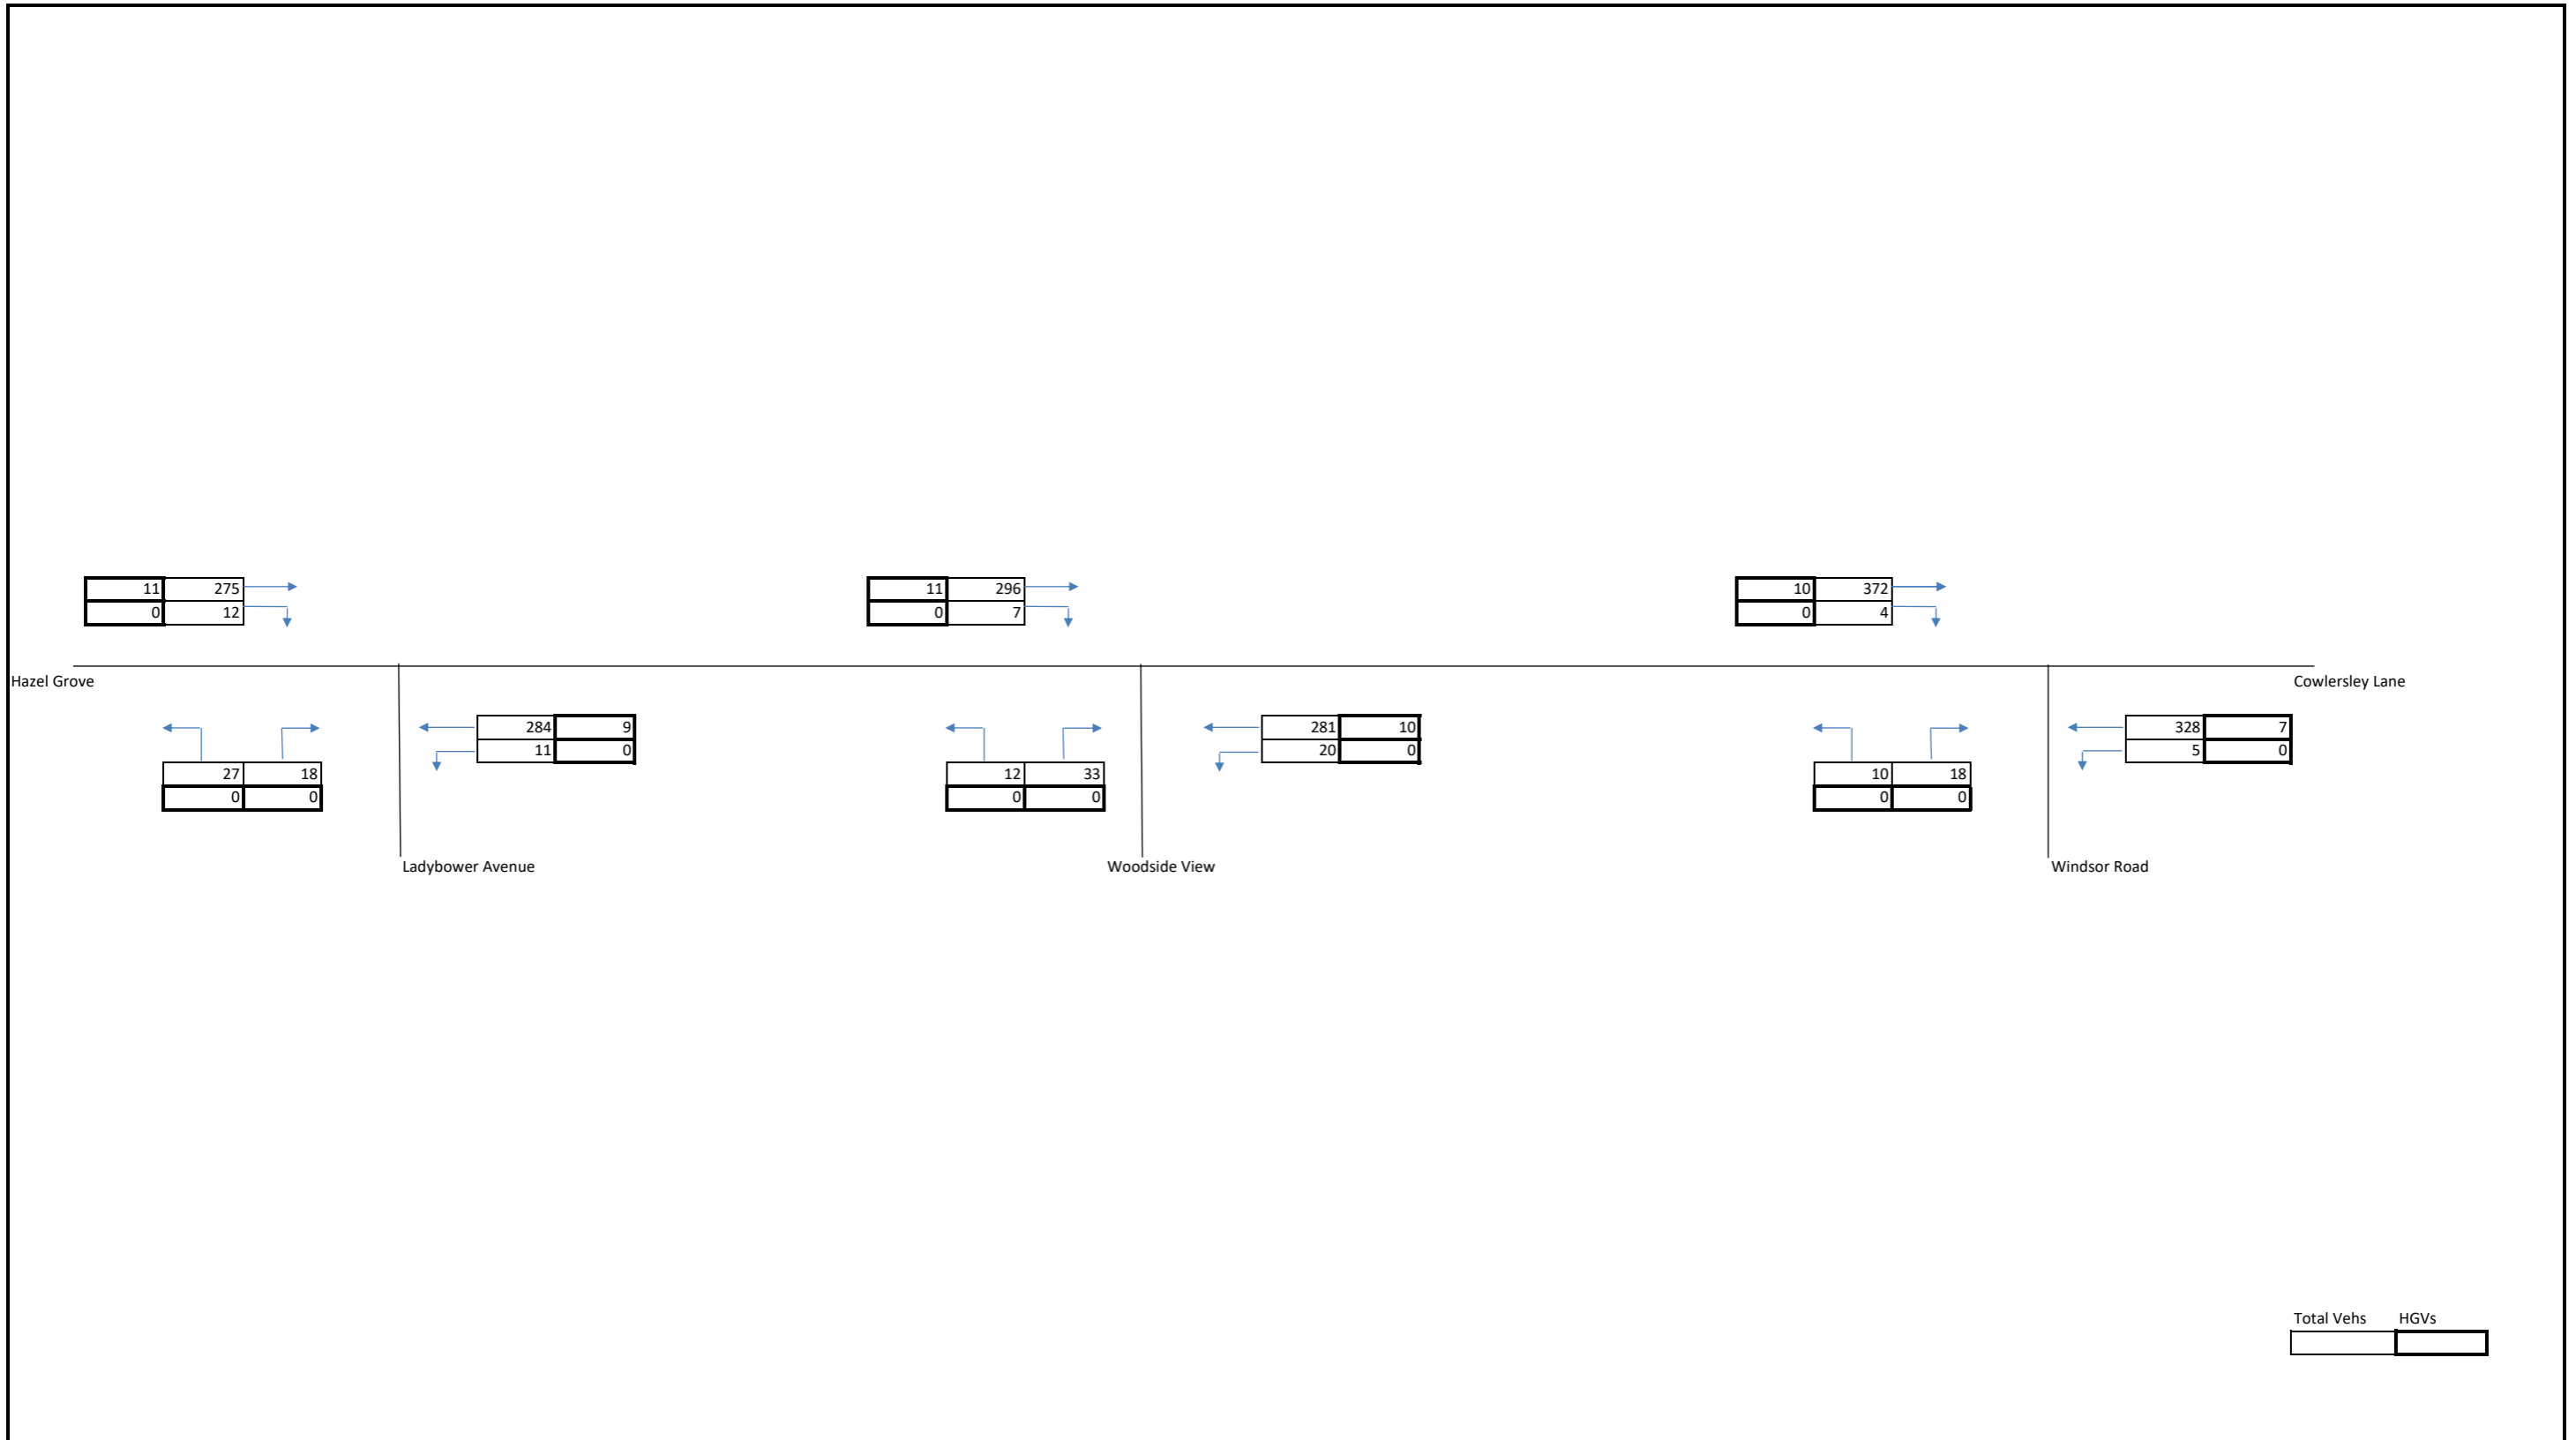 11 275 11 296 10 372
0 12 0 7 0 4
Hazel Grove Cowlersley Lane
284 9 281 10 328 7
11 0 20 0 5 0
27 18 12 33 10 18
0 0 0 0 0 0
Ladybower Avenue Woodside View Windsor Road
Total Vehs HGVs